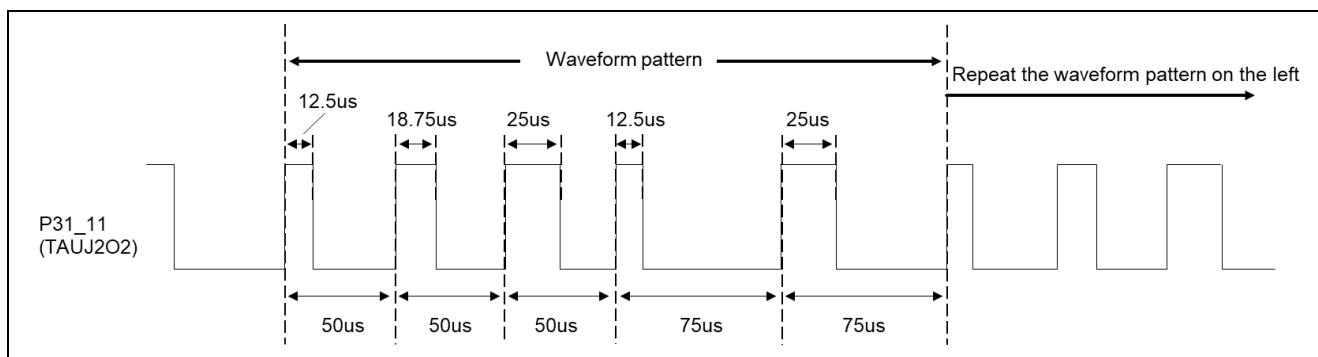 Waveform pattern
Repeat the waveform pattern on the left
12.5us
18.75us
25us
12.5us
25us
P31_11
(TAUJ2O2)
50us
50us
50us
75us
75us